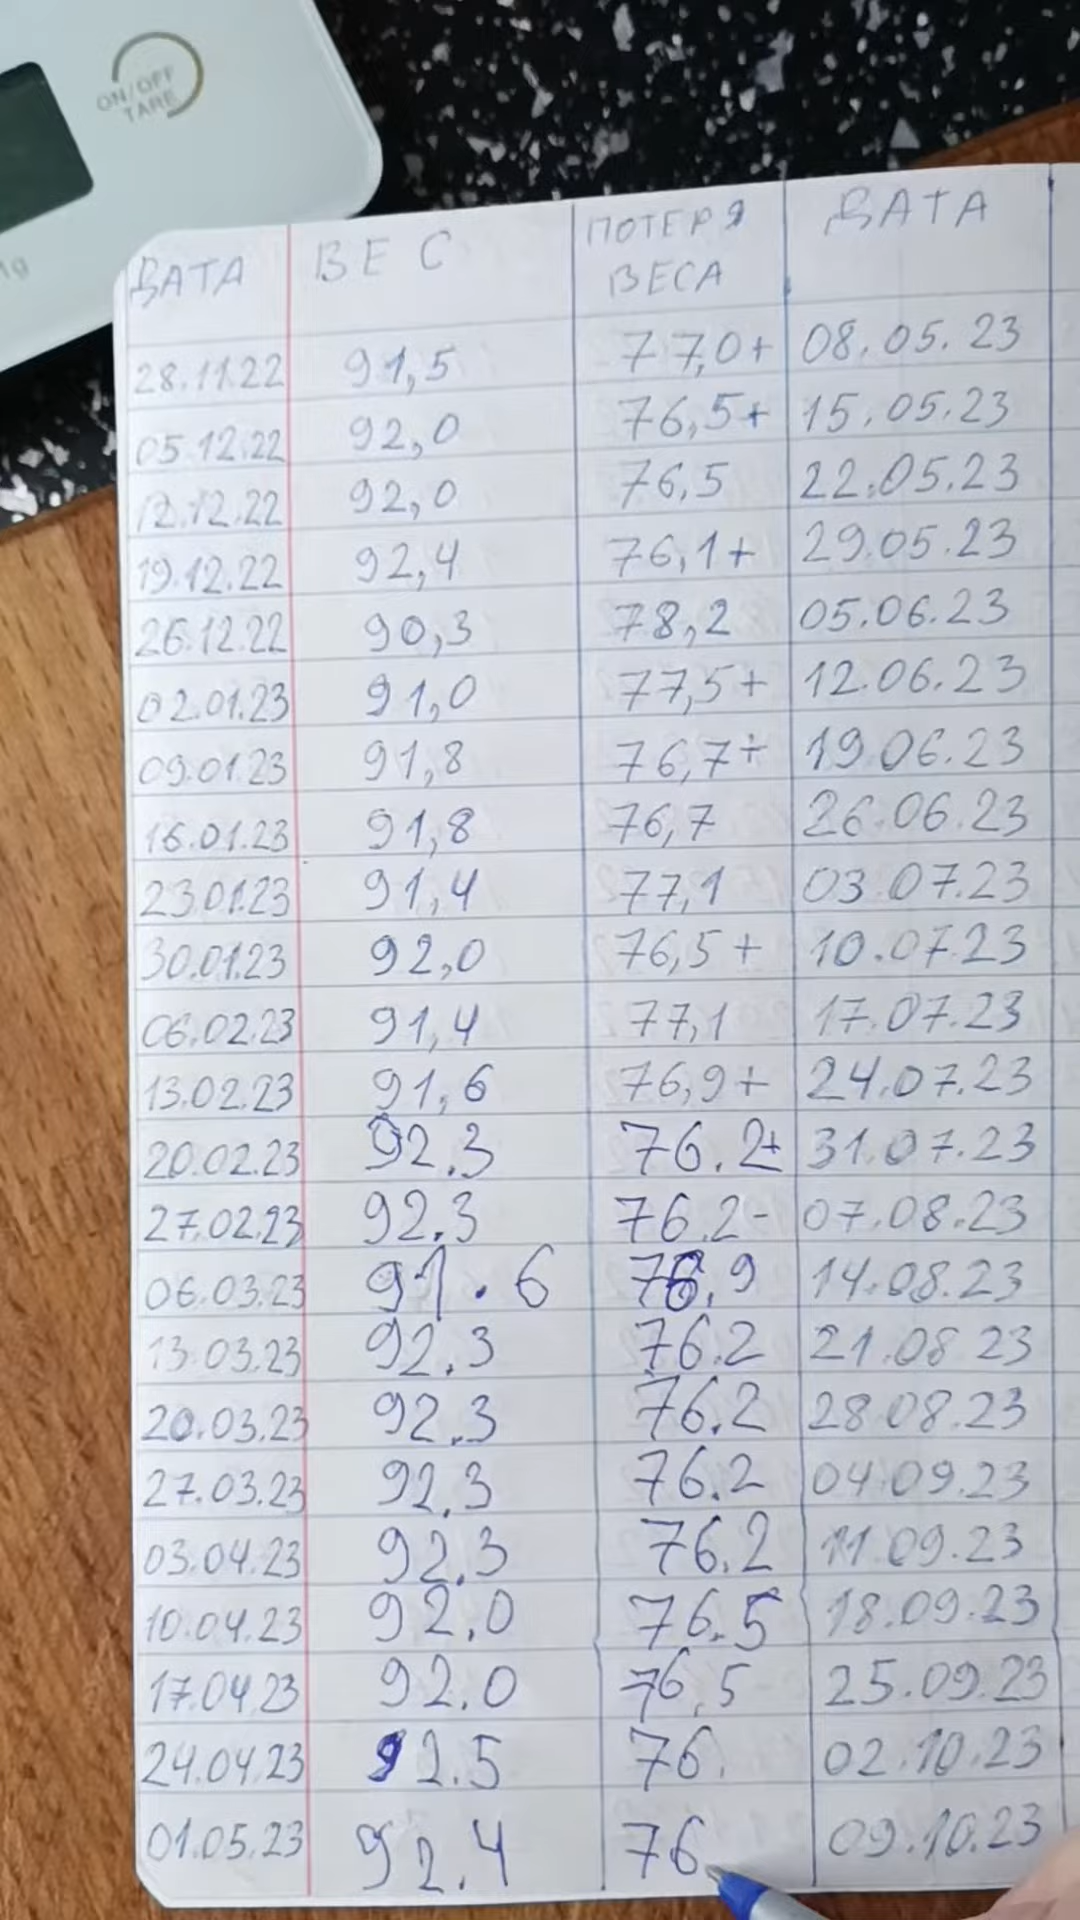 ON/OFF
TARE
1g
ДАТА ВЕС ПОТЕРЯ ВЕСА ДАТА
28.11.22 91,5 77,0+ 08.05.23
05.12.22 92,0 76,5+ 15.05.23
12.12.22 92,0 76,5 22.05.23
19.12.22 92,4 76,1+ 29.05.23
26.12.22 90,3 78,2 05.06.23
02.01.23 91,0 77,5+ 12.06.23
09.01.23 91,8 76,7+ 19.06.23
16.01.23 91,8 76,7 26.06.23
23.01.23 91,4 77,1 03.07.23
30.01.23 92,0 76,5+ 10.07.23
06.02.23 91,4 77,1 17.07.23
13.02.23 91,6 76,9+ 24.07.23
20.02.23 92.3 76.2+ 31.07.23
27.02.23 92.3 76.2- 07.08.23
06.03.23 91.6 76.9 14.08.23
13.03.23 92.3 76.2 21.08.23
20.03.23 92.3 76.2 28.08.23
27.03.23 92.3 76.2 04.09.23
03.04.23 92.3 76.2 11.09.23
10.04.23 92.0 76.5 18.09.23
17.04.23 92.0 76,5 25.09.23
24.04.23 92.5 76. 02.10.23
01.05.23 92.4 76. 09.10.23